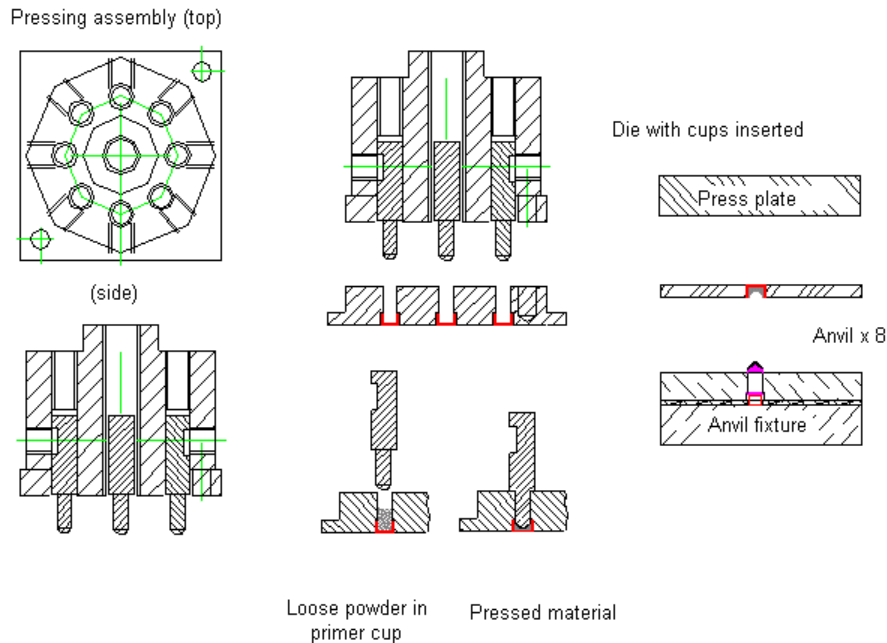 Pressing assembly (top)
(side)
Die with cups inserted
Press plate
Anvil x 8
Anvil fixture
Loose powder in
primer cup
Pressed material